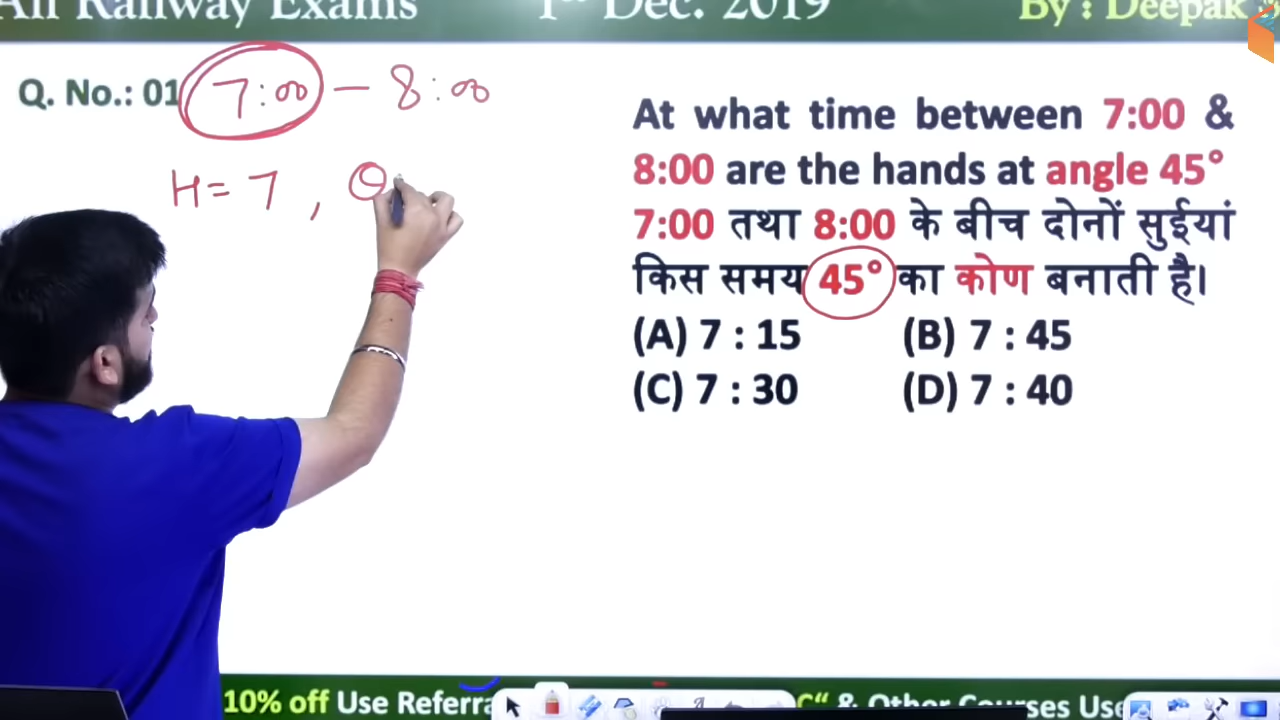 All Railway Exams 1st Dec. 2019 By : Deepak
Q. No.: 01 7:00 – 8:00
H = 7 , θ
At what time between 7:00 &
8:00 are the hands at angle 45°
7:00 तथा 8:00 के बीच दोनों सुईयां
किस समय 45° का कोण बनाती है।
(A) 7 : 15 (B) 7 : 45
(C) 7 : 30 (D) 7 : 40
10% off Use C“ & Other Courses Use